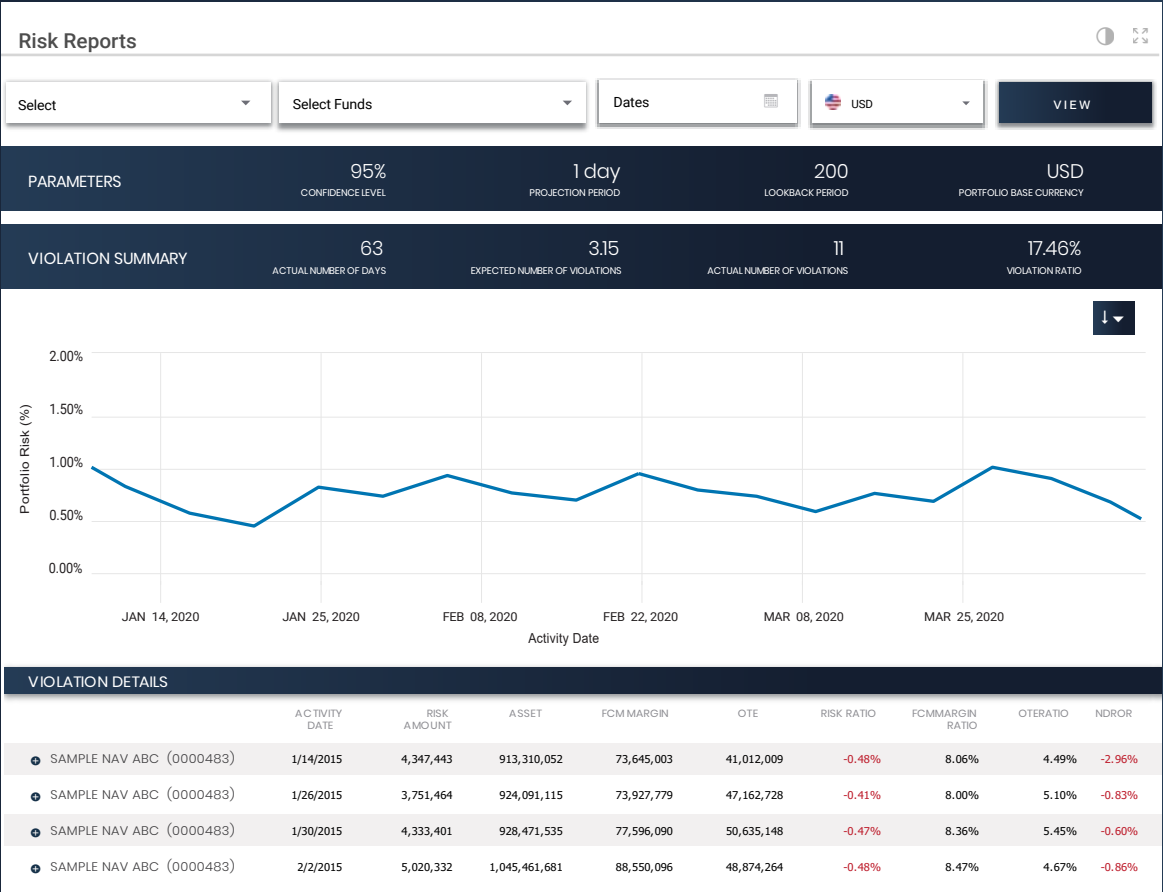 Risk Reports
Select Select Funds Dates USD VIEW
PARAMETERS
95% 1 day 200 USD
CONFIDENCE LEVEL PROJECTION PERIOD LOOKBACK PERIOD PORTFOLIO BASE CURRENCY
VIOLATION SUMMARY
63 3.15 11 17.46%
ACTUAL NUMBER OF DAYS EXPECTED NUMBER OF VIOLATIONS ACTUAL NUMBER OF VIOLATIONS VIOLATION RATIO
Portfolio Risk (%)
2.00%
1.50%
1.00%
0.50%
0.00%
JAN 14, 2020 JAN 25, 2020 FEB 08, 2020 FEB 22, 2020 MAR 08, 2020 MAR 25, 2020
Activity Date
VIOLATION DETAILS
ACTIVITY DATE RISK AMOUNT ASSET FCM MARGIN OTE RISK RATIO FCMMARGIN RATIO OTERATIO NDROR
SAMPLE NAV ABC (0000483) 1/14/2015 4,347,443 913,310,052 73,645,003 41,012,009 -0.48% 8.06% 4.49% -2.96%
SAMPLE NAV ABC (0000483) 1/26/2015 3,751,464 924,091,115 73,927,779 47,162,728 -0.41% 8.00% 5.10% -0.83%
SAMPLE NAV ABC (0000483) 1/30/2015 4,333,401 928,471,535 77,596,090 50,635,148 -0.47% 8.36% 5.45% -0.60%
SAMPLE NAV ABC (0000483) 2/2/2015 5,020,332 1,045,461,681 88,550,096 48,874,264 -0.48% 8.47% 4.67% -0.86%